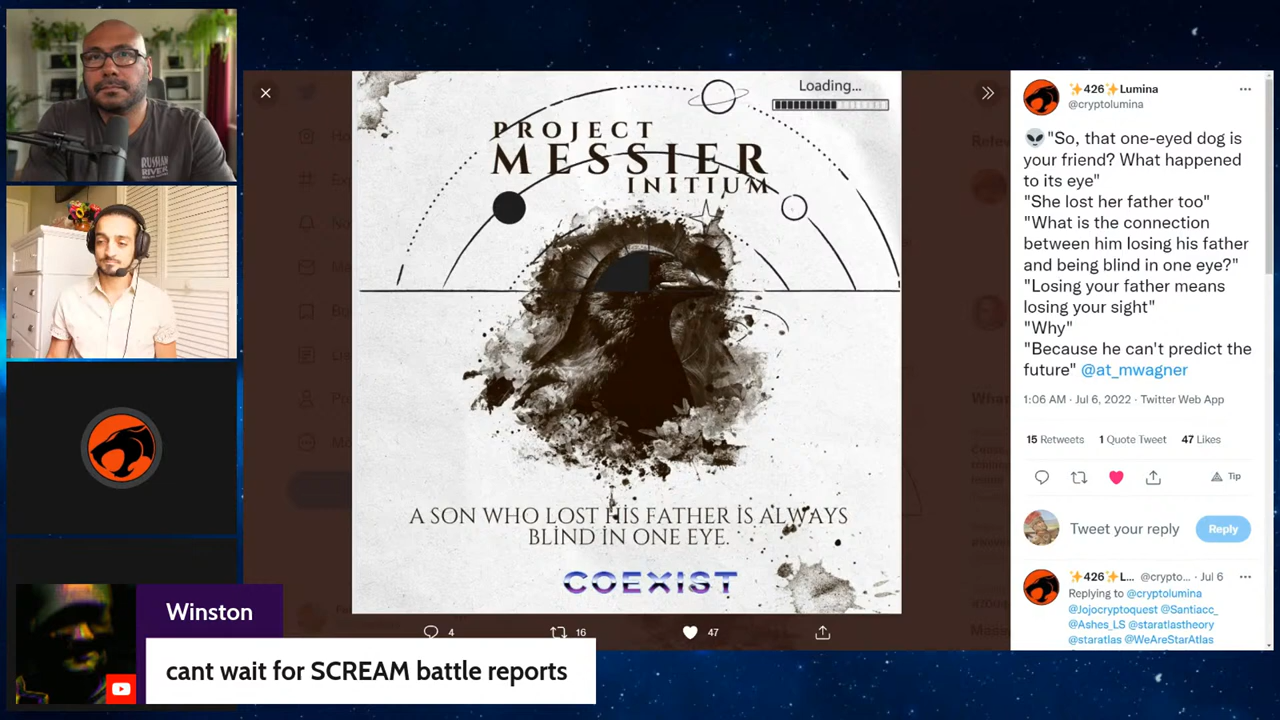 RUSSIAN
RIVER
Loading...
PROJECT
MESSIER
INITIUM
A SON WHO LOST HIS FATHER IS ALWAYS
BLIND IN ONE EYE.
COEXIST
4
16
47
✨426✨Lumina
@cryptolumina
👽"So, that one-eyed dog is
your friend? What happened
to its eye"
"She lost her father too"
"What is the connection
between him losing his father
and being blind in one eye?"
"Losing your father means
losing your sight"
"Why"
"Because he can't predict the
future" @at_mwagner
1:06 AM · Jul 6, 2022 · Twitter Web App
15 Retweets 1 Quote Tweet 47 Likes
Tip
Tweet your reply
Reply
✨426✨L... @crypto... · Jul 6
Replying to @cryptolumina
@Jojocryptoquest @Santiacc_
@Ashes_LS @staratlastheory
@staratlas @WeAreStarAtlas
Winston
cant wait for SCREAM battle reports